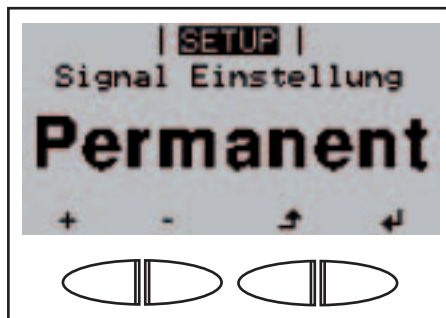 | SETUP |
Signal Einstellung
Permanent
+ - ↥ ↵